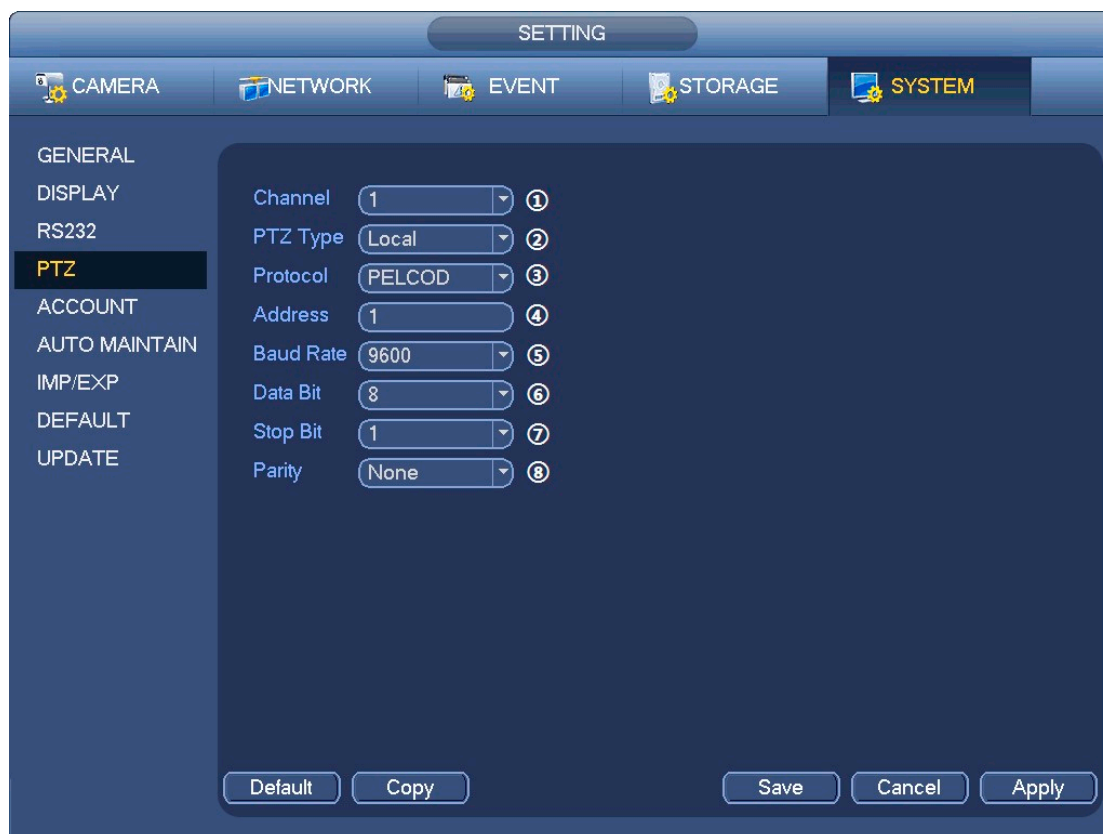 SETTING
CAMERA NETWORK EVENT STORAGE SYSTEM
GENERAL
DISPLAY
RS232
PTZ
ACCOUNT
AUTO MAINTAIN
IMP/EXP
DEFAULT
UPDATE
Channel 1 ①
PTZ Type Local ②
Protocol PELCOD ③
Address 1 ④
Baud Rate 9600 ⑤
Data Bit 8 ⑥
Stop Bit 1 ⑦
Parity None ⑧
Default Copy Save Cancel Apply